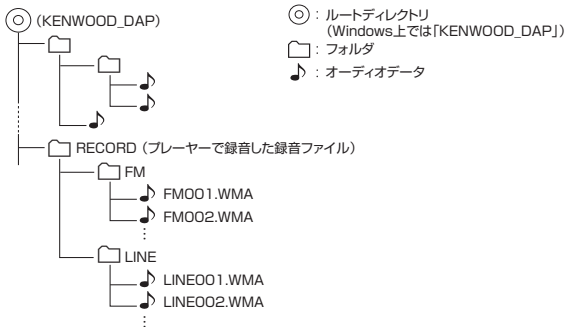 (KENWOOD_DAP)
: ルートディレクトリ
(Windows上では「KENWOOD_DAP」)
: フォルダ
: オーディオデータ
RECORD (プレーヤーで録音した録音ファイル)
FM
FM001.WMA
FM002.WMA
LINE
LINE001.WMA
LINE002.WMA